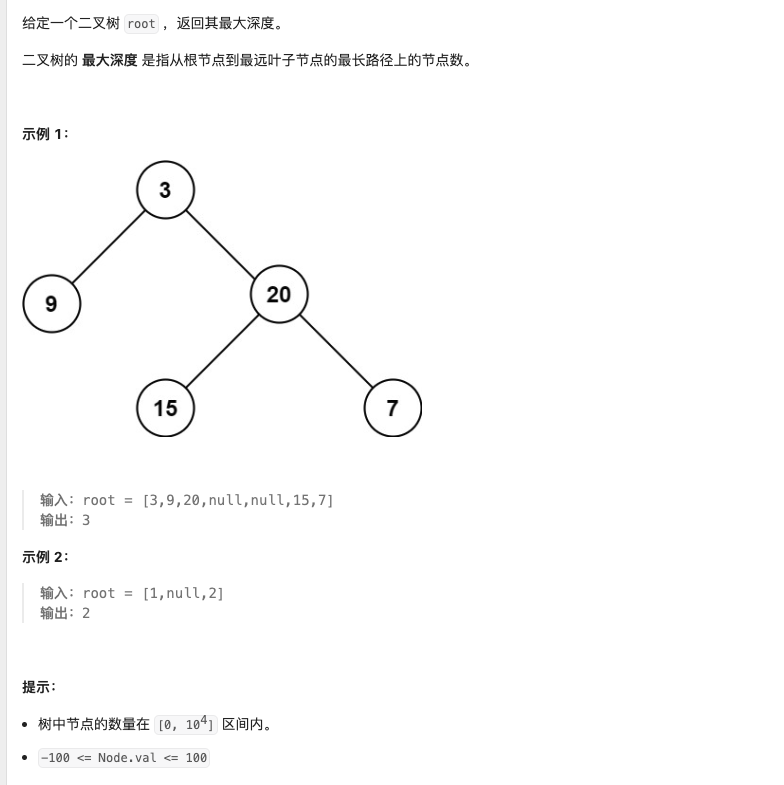 给定一个二叉树 root ，返回其最大深度。
二叉树的 最大深度 是指从根节点到最远叶子节点的最长路径上的节点数。
示例 1：
3
9
20
15
7
输入：root = [3,9,20,null,null,15,7]
输出：3
示例 2：
输入：root = [1,null,2]
输出：2
提示：
• 树中节点的数量在 [0, 10⁴] 区间内。
• -100 <= Node.val <= 100